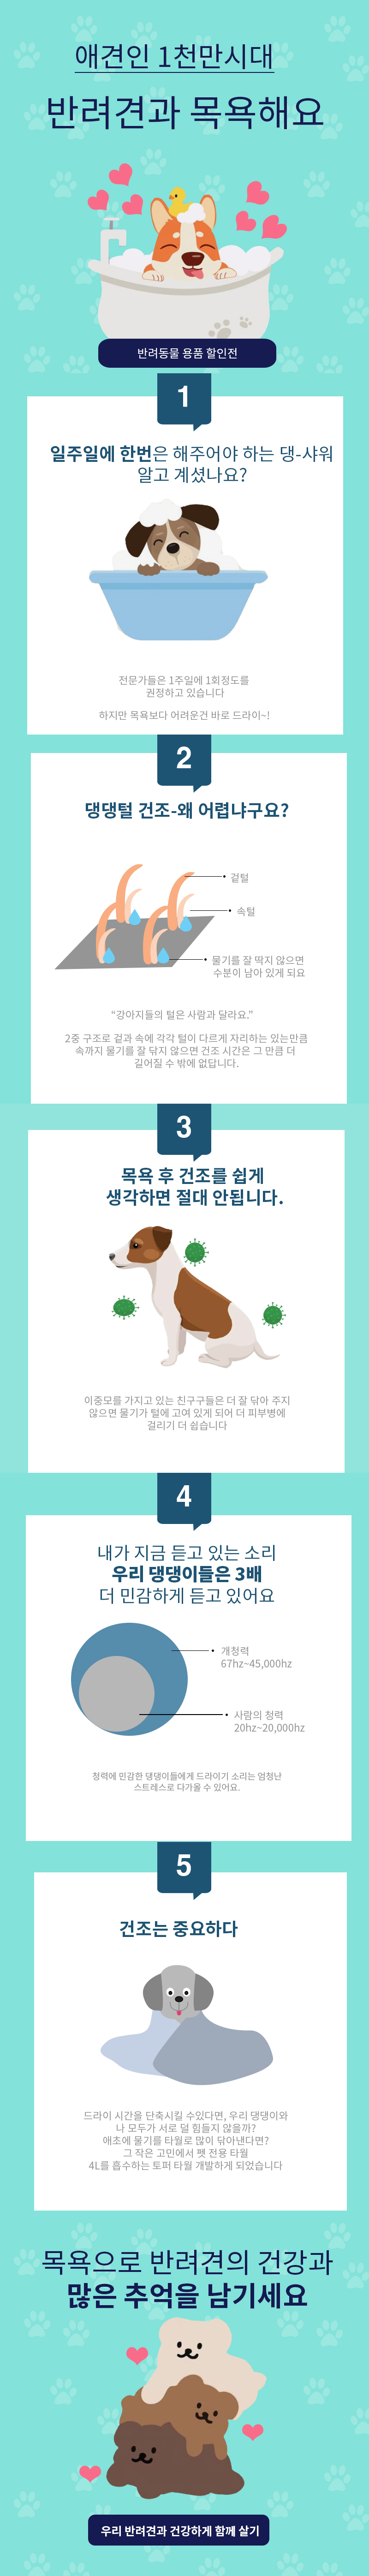 애견인 1천만시대
반려견과 목욕해요
반려동물 용품 할인전
1
일주일에 한번은 해주어야 하는 댕-샤워
알고 계셨나요?
전문가들은 1주일에 1회정도를
권정하고 있습니다
하지만 목욕보다 어려운건 바로 드라이~!
2
댕댕털 건조-왜 어렵냐구요?
겉털
속털
물기를 잘 딱지 않으면
수분이 남아 있게 되요
“강아지들의 털은 사람과 달라요.”
2중 구조로 겉과 속에 각각 털이 다르게 자리하는 있는만큼
속까지 물기를 잘 닦지 않으면 건조 시간은 그 만큼 더
길어질 수 밖에 없답니다.
3
목욕 후 건조를 쉽게
생각하면 절대 안됩니다.
이중모를 가지고 있는 친구구들은 더 잘 닦아 주지
않으면 물기가 털에 고여 있게 되어 더 피부병에
걸리기 더 쉽습니다
4
내가 지금 듣고 있는 소리
우리 댕댕이들은 3배
더 민감하게 듣고 있어요
개청력
67hz~45,000hz
사람의 청력
20hz~20,000hz
청력에 민감한 댕댕이들에게 드라이기 소리는 엄청난
스트레스로 다가올 수 있어요.
5
건조는 중요하다
드라이 시간을 단축시킬 수있다면, 우리 댕댕이와
나 모두가 서로 덜 힘들지 않을까?
애초에 물기를 타월로 많이 닦아낸다면?
그 작은 고민에서 펫 전용 타월
4L를 흡수하는 토퍼 타월 개발하게 되었습니다
목욕으로 반려견의 건강과
많은 추억을 남기세요
우리 반려견과 건강하게 함께 살기